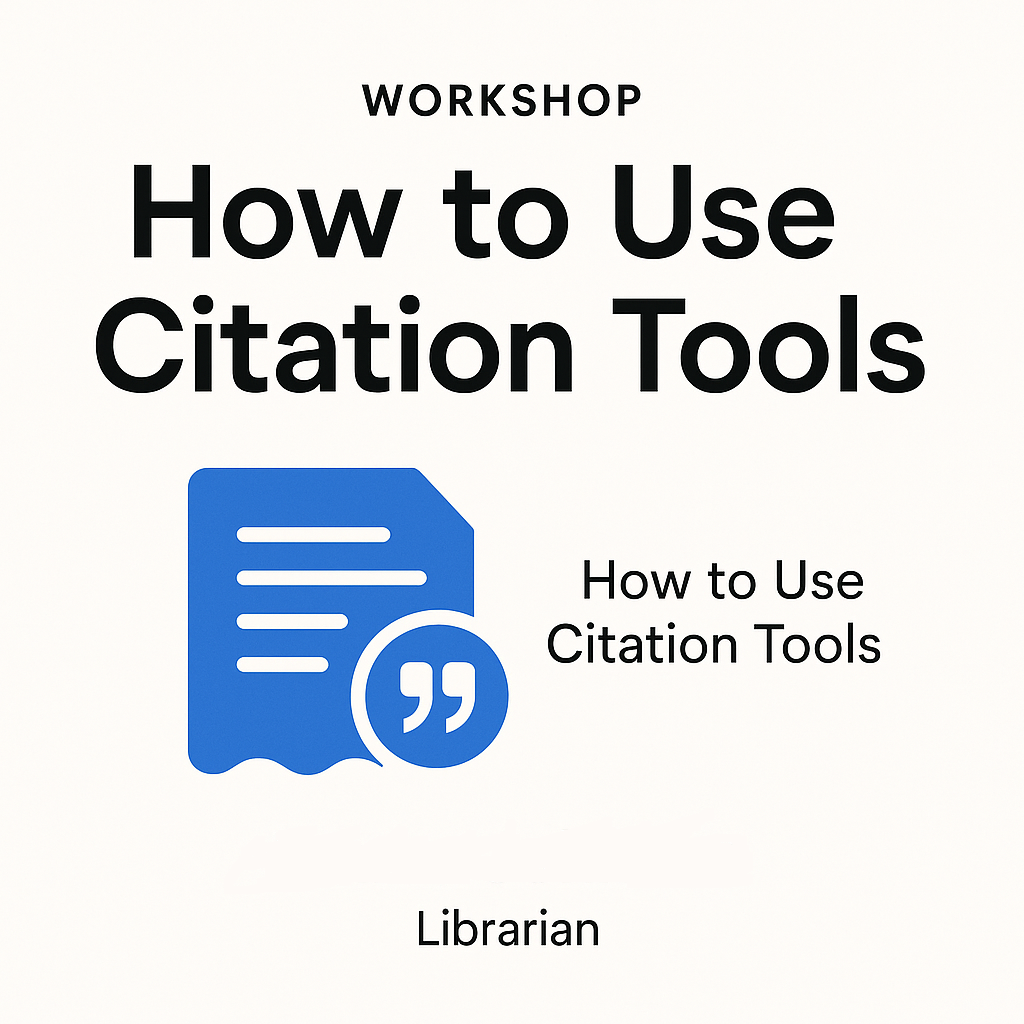 WORKSHOP
How to Use
Citation Tools
How to Use
Citation Tools
Librarian